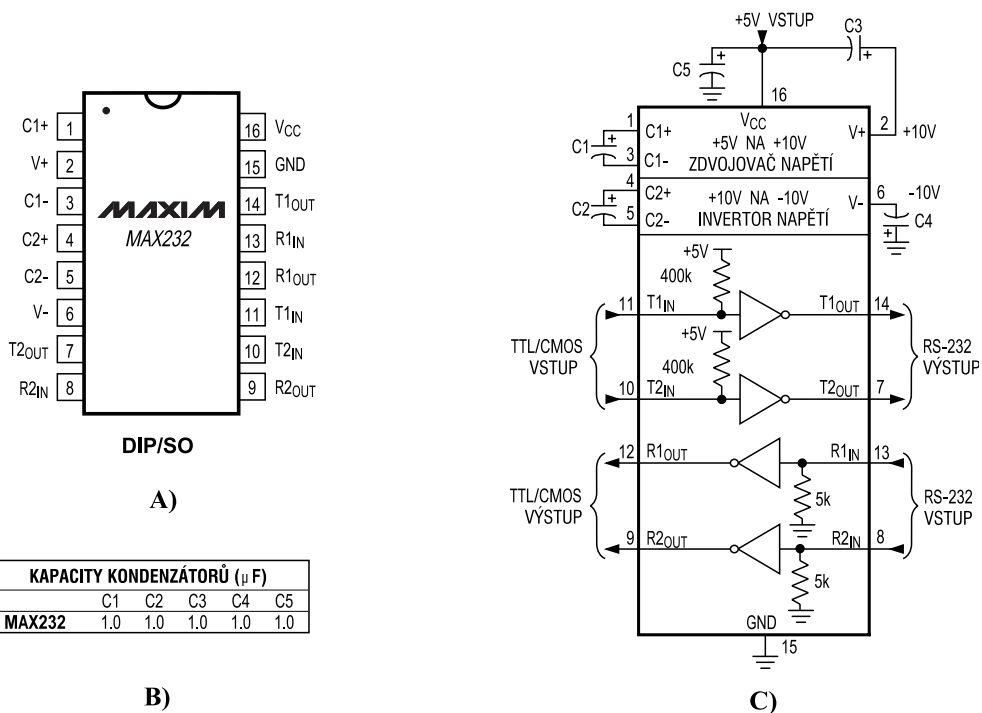 C1+ 1
V+ 2
C1- 3
C2+ 4
C2- 5
V- 6
T2OUT 7
R2IN 8
16 VCC
15 GND
14 T1OUT
13 R1IN
12 R1OUT
11 T1IN
10 T2IN
9 R2OUT
MAXIM
MAX232
DIP/SO
A)
KAPACITY KONDENZÁTORŮ (μF)
C1 C2 C3 C4 C5
MAX232 1.0 1.0 1.0 1.0 1.0
B)
+5V VSTUP
C3
+
C5 +
16
1 C1+ VCC V+ 2 +10V
C1 +
3 C1-
+5V NA +10V
ZDVOJOVAČ NAPĚTÍ
4 C2+
C2 +
5 C2-
+10V NA -10V
INVERTOR NAPĚTÍ
V- 6 -10V
C4
+
+5V
400k
11 T1IN T1OUT 14
+5V
400k
TTL/CMOS
VSTUP
RS-232
VÝSTUP
10 T2IN T2OUT 7
12 R1OUT R1IN 13
5k
TTL/CMOS
VÝSTUP
RS-232
VSTUP
9 R2OUT R2IN 8
5k
GND
15
C)